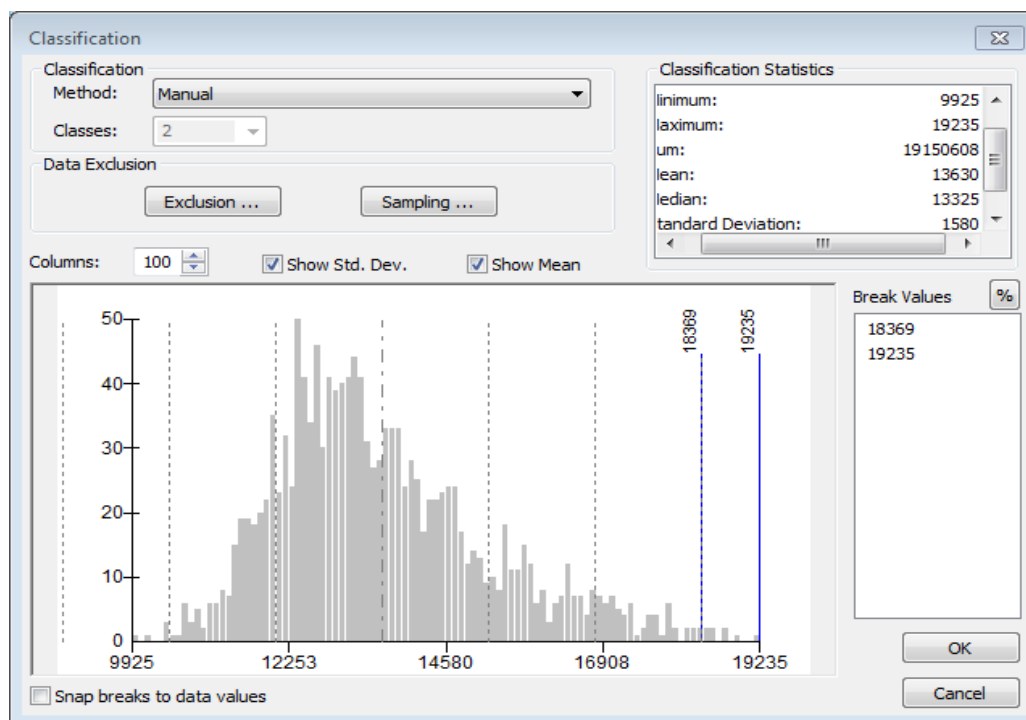 Classification
Classification
Method: Manual
Classes: 2
Data Exclusion
Exclusion ...
Sampling ...
Classification Statistics
linimum: 9925
laximum: 19235
um: 19150608
lean: 13630
ledian: 13325
tandard Deviation: 1580
Columns: 100
Show Std. Dev.
Show Mean
Break Values
%
18369
19235
50
40
30
20
10
0
9925
12253
14580
16908
19235
18369
19235
Snap breaks to data values
OK
Cancel